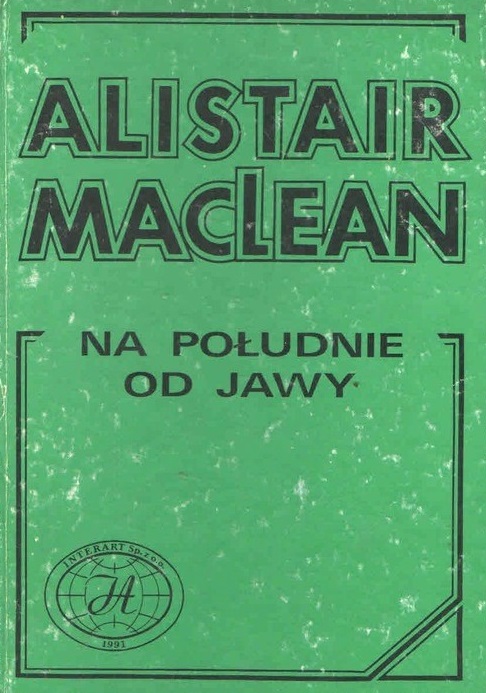 ALISTAIR
MACLEAN
NA POŁUDNIE
OD JAWY
INTERART Sp. z o.o.
JA
1991